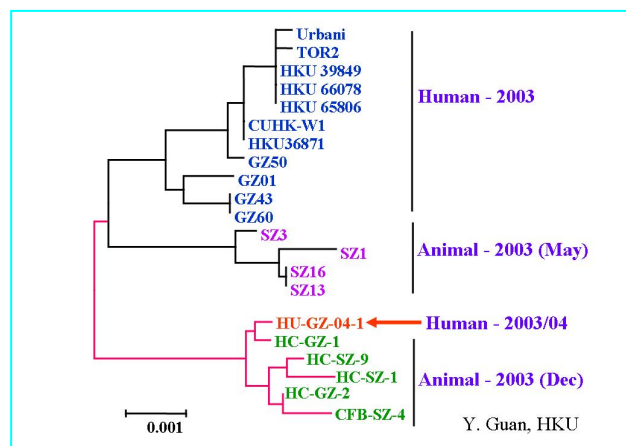 Urbani
TOR2
HKU 39849
HKU 66078
HKU 65806
CUHK-W1
HKU36871
GZ50
GZ01
GZ43
GZ60
Human - 2003
SZ3
SZ1
SZ16
SZ13
Animal - 2003 (May)
HU-GZ-04-1
Human - 2003/04
HC-GZ-1
HC-SZ-9
HC-SZ-1
HC-GZ-2
CFB-SZ-4
Animal - 2003 (Dec)
0.001
Y. Guan, HKU